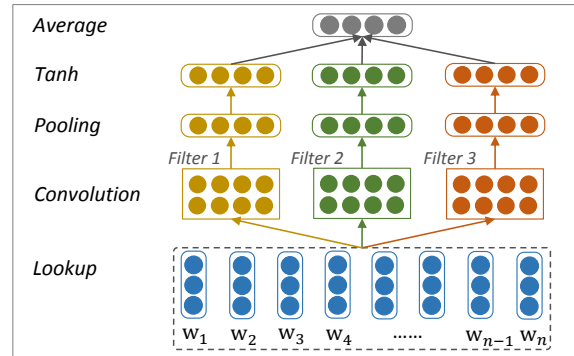 Average
Tanh
Pooling
Filter 1 Filter 2 Filter 3
Convolution
Lookup
w₁ w₂ w₃ w₄ …… wₙ₋₁ wₙ